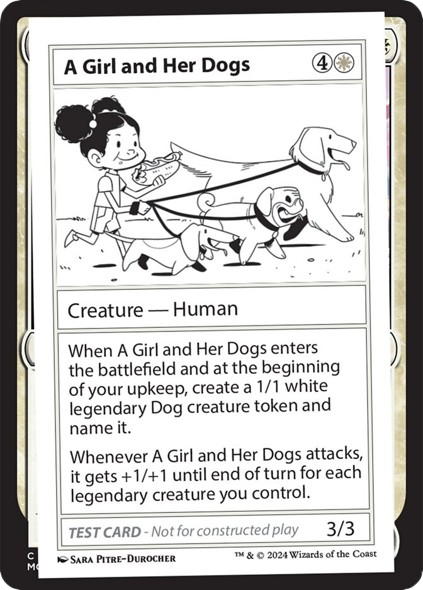 A Girl and Her Dogs 4
Creature — Human
When A Girl and Her Dogs enters
the battlefield and at the beginning
of your upkeep, create a 1/1 white
legendary Dog creature token and
name it.
Whenever A Girl and Her Dogs attacks,
it gets +1/+1 until end of turn for each
legendary creature you control.
TEST CARD - Not for constructed play 3/3
SARA PITRE-DUROCHER ™ & © 2024 Wizards of the Coast
C